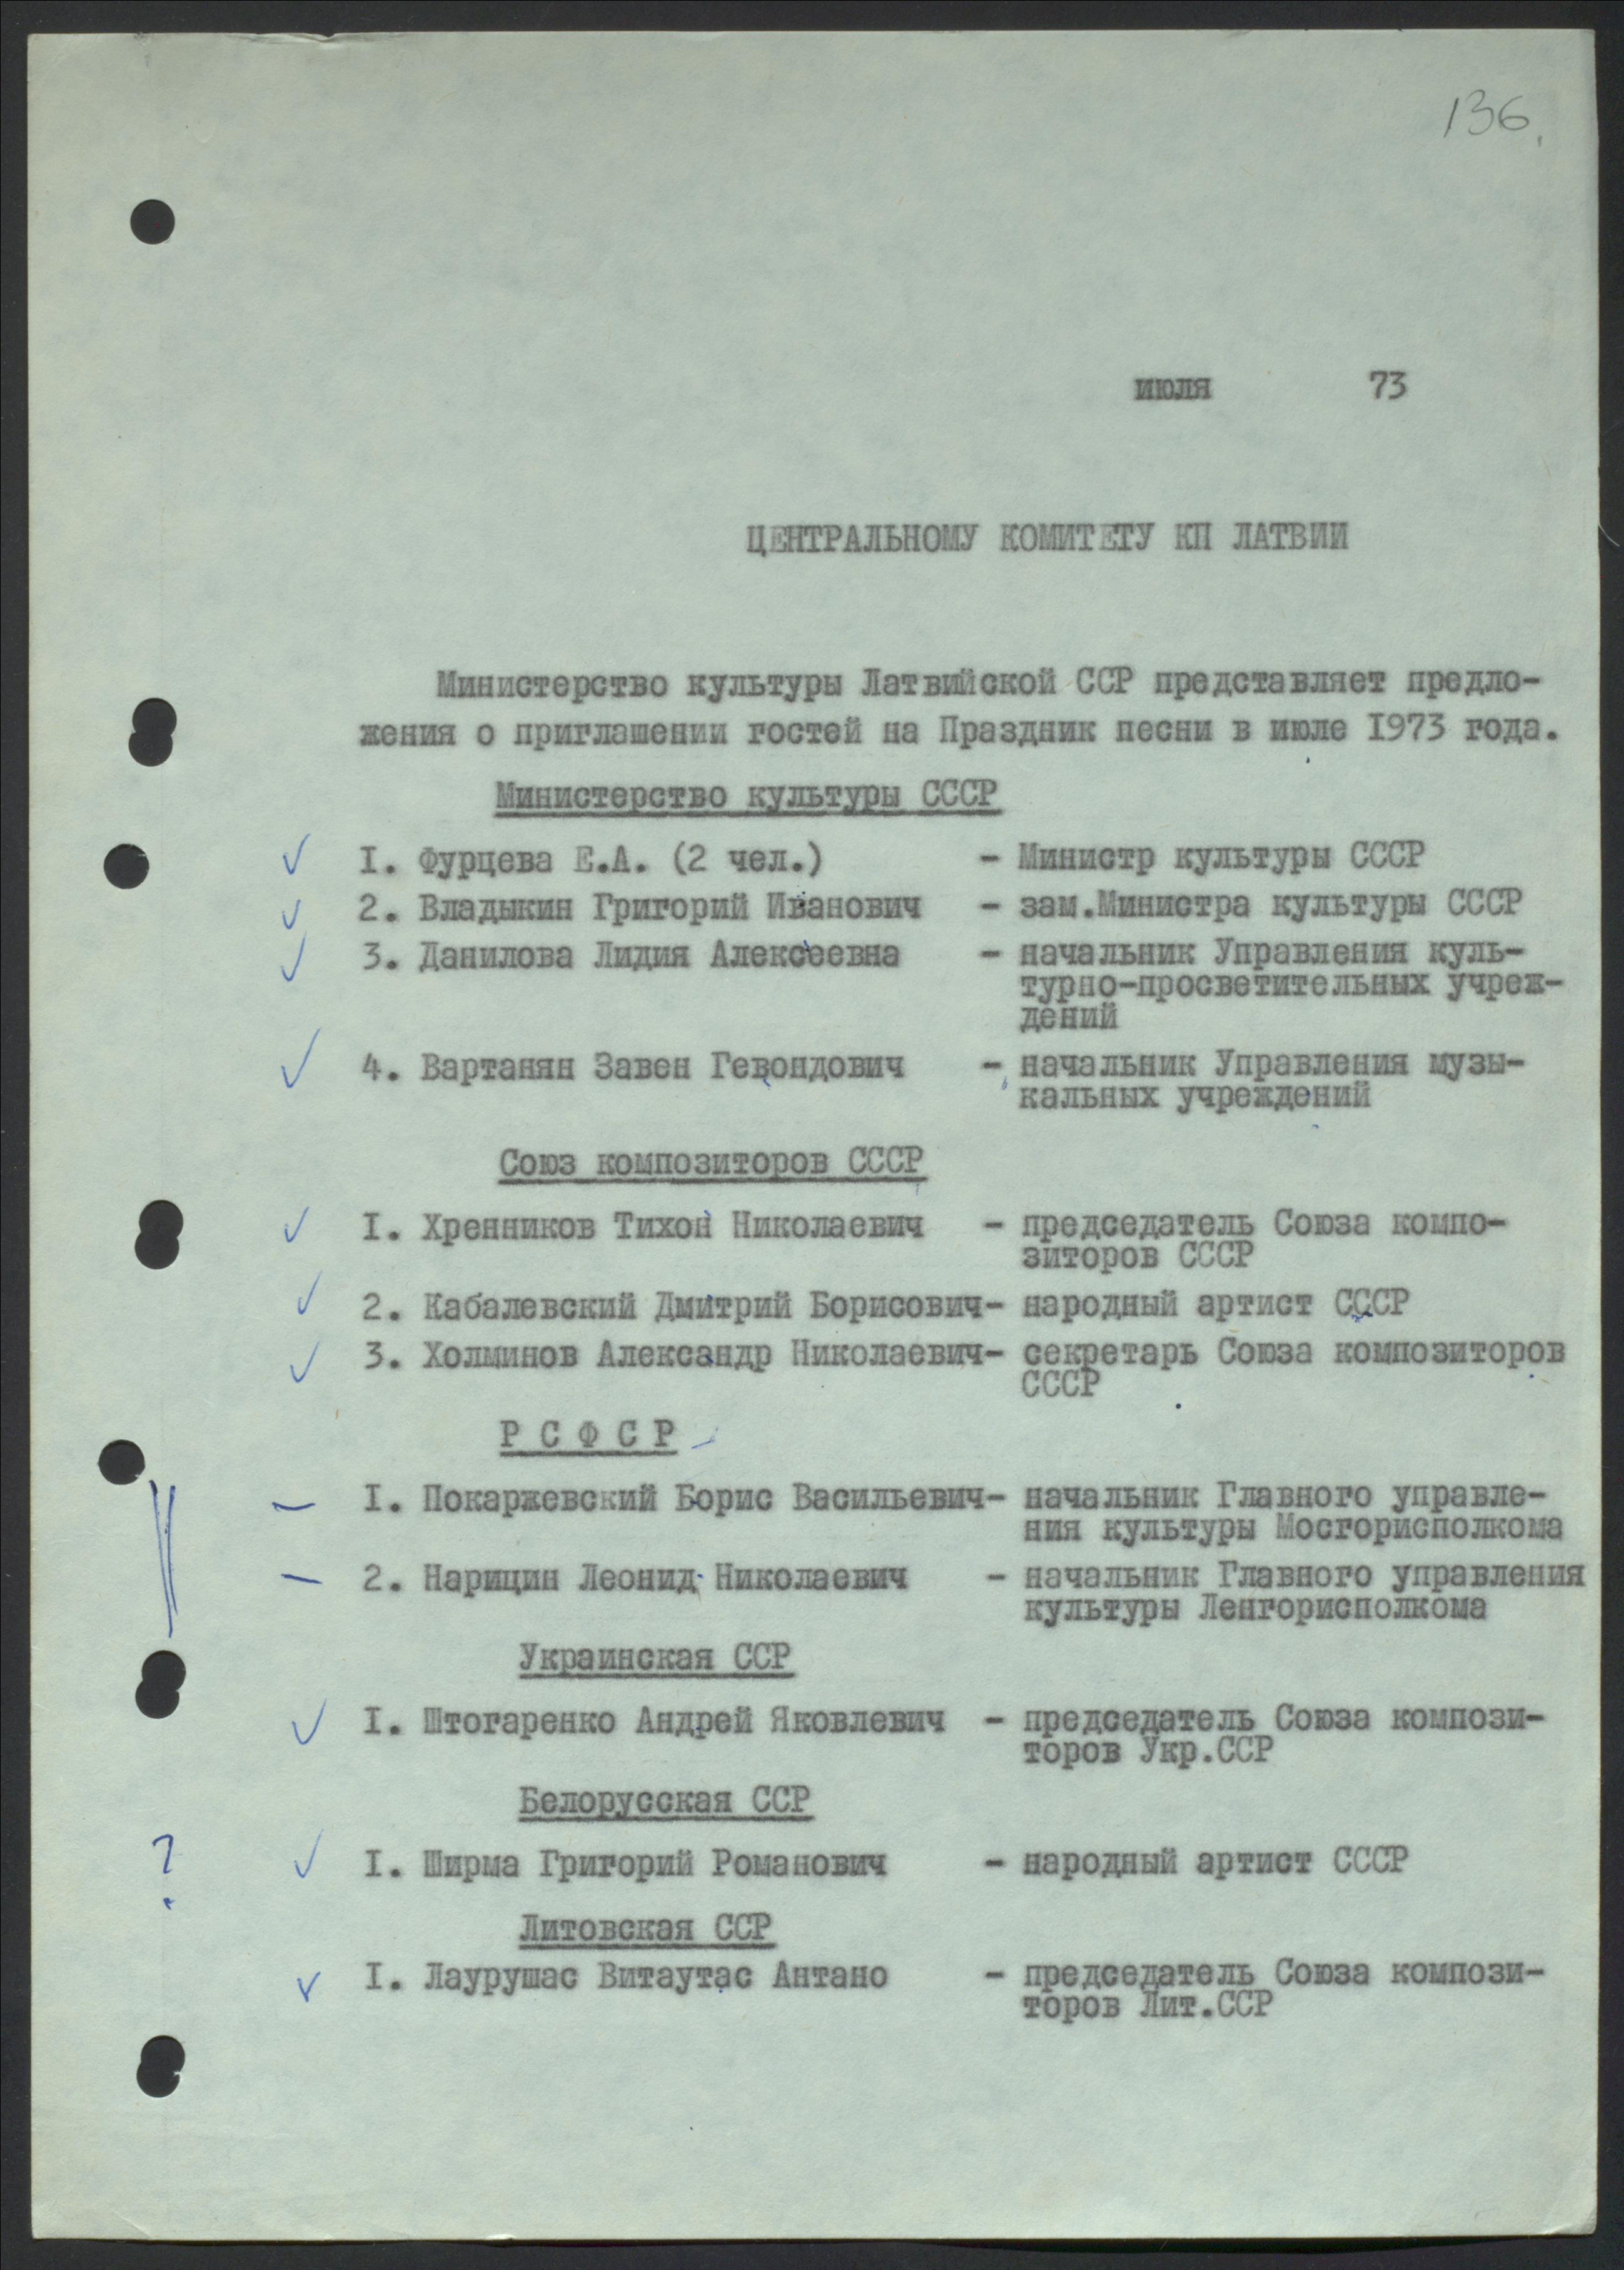 136.
июля 73
ЦЕНТРАЛЬНОМУ КОМИТЕТУ КП ЛАТВИИ
Министерство культуры Латвийской ССР представляет предло-
жения о приглашении гостей на Праздник песни в июле 1973 года.
Министерство культуры СССР
I. Фурцева Е.А. (2 чел.) - Министр культуры СССР
2. Владыкин Григорий Иванович - зам.Министра культуры СССР
3. Данилова Лидия Алексеевна - начальник Управления куль-
турно-просветительных учреж-
дений
4. Вартанян Завен Гевондович - начальник Управления музы-
кальных учреждений
Союз композиторов СССР
I. Хренников Тихон Николаевич - председатель Союза компо-
зиторов СССР
2. Кабалевский Дмитрий Борисович- народный артист СССР
3. Холминов Александр Николаевич- секретарь Союза композиторов
СССР
Р С Ф С Р
I. Покаржевский Борис Васильевич- начальник Главного управле-
ния культуры Мосгорисполкома
2. Нарицин Леонид Николаевич - начальник Главного управления
культуры Ленгорисполкома
Украинская ССР
I. Штогаренко Андрей Яковлевич - председатель Союза компози-
торов Укр.ССР
Белорусская ССР
? I. Ширма Григорий Романович - народный артист СССР
Литовская ССР
I. Лаурушас Витаутас Антано - председатель Союза компози-
торов Лит.ССР